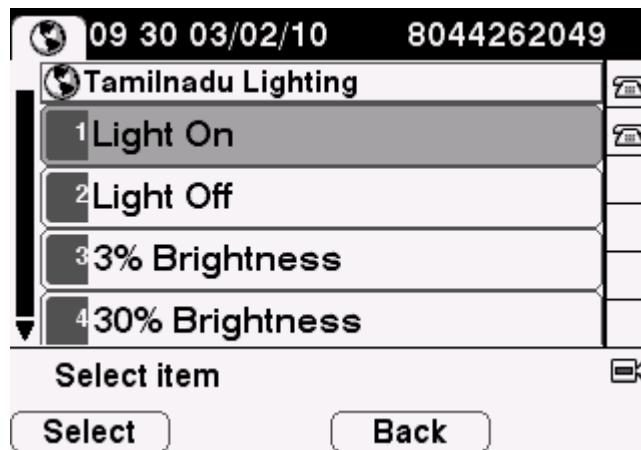 09 30 03/02/10 8044262049
Tamilnadu Lighting
1 Light On
2 Light Off
3 3% Brightness
4 30% Brightness
Select item
Select Back